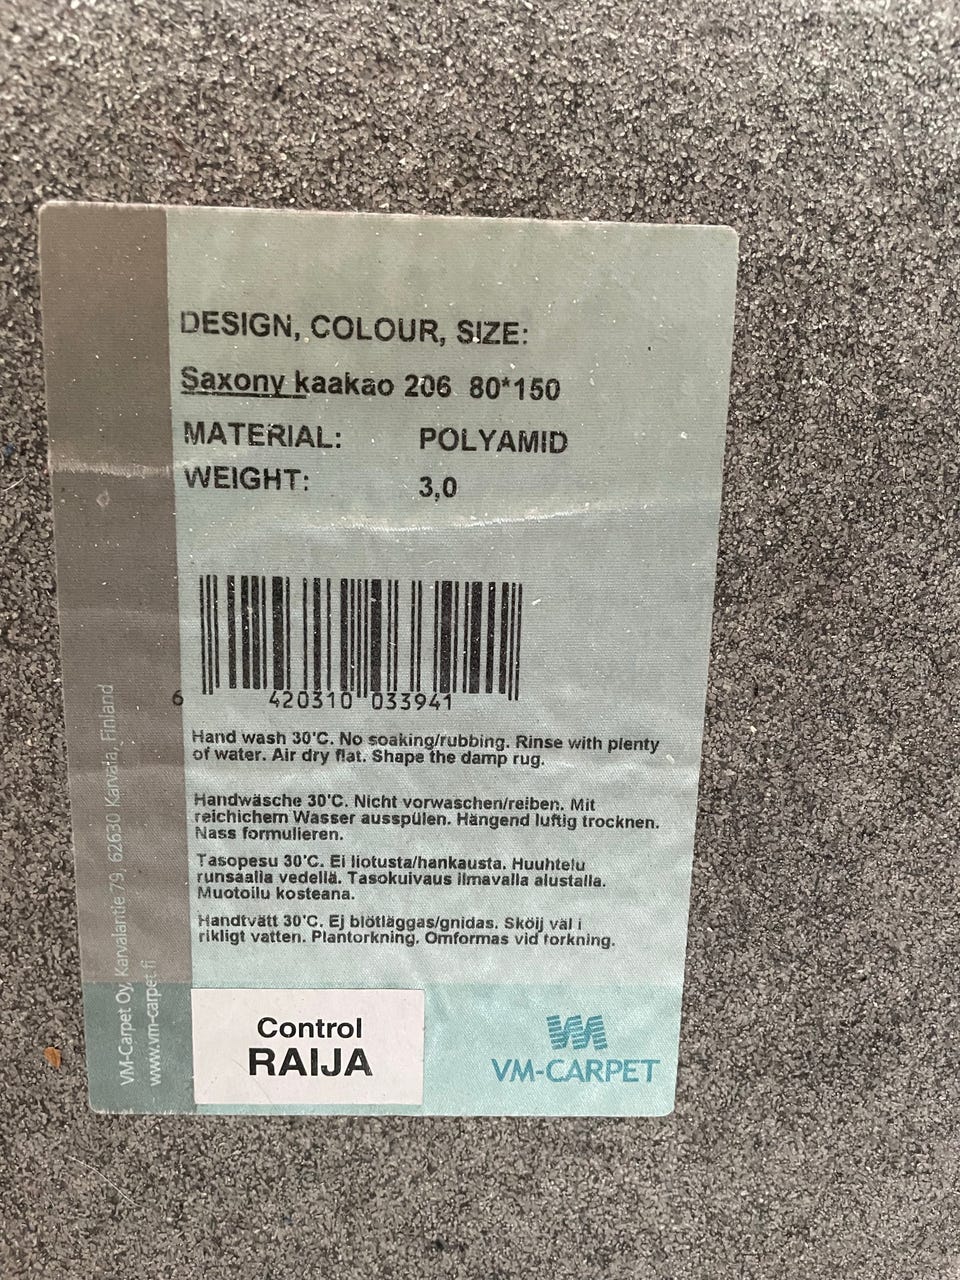 DESIGN, COLOUR, SIZE:
Saxony kaakao 206 80*150
MATERIAL: POLYAMID
WEIGHT: 3,0
6 420310 033941
Hand wash 30'C. No soaking/rubbing. Rinse with plenty
of water. Air dry flat. Shape the damp rug.
Handwäsche 30'C. Nicht vorwaschen/reiben. Mit
reichichem Wasser ausspülen. Hängend luftig trocknen.
Nass formulieren.
Tasopesu 30'C. Ei liotusta/hankausta. Huuhtelu
runsaalla vedellä. Tasokuivaus ilmavalla alustalla.
Muotoilu kosteana.
Handtvätt 30'C. Ej blötläggas/gnidas. Skölj väl i
rikligt vatten. Plantorkning. Omformas vid torkning.
VM-Carpet Oy, Karvalantie 79, 62630 Karvala, Finland
www.vm-carpet.fi
Control
RAIJA
VM-CARPET